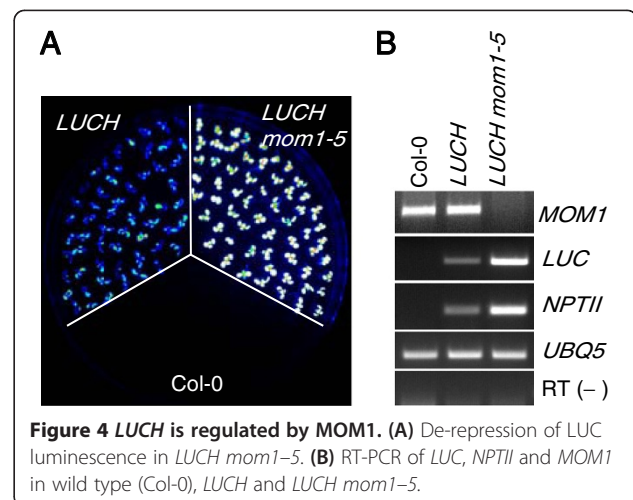 A
LUCH
LUCH
mom1-5
Col-0
B
Col-0
LUCH
LUCH mom1-5
MOM1
LUC
NPTII
UBQ5
RT (–)
Figure 4 LUCH is regulated by MOM1. (A) De-repression of LUC
luminescence in LUCH mom1–5. (B) RT-PCR of LUC, NPTII and MOM1
in wild type (Col-0), LUCH and LUCH mom1–5.